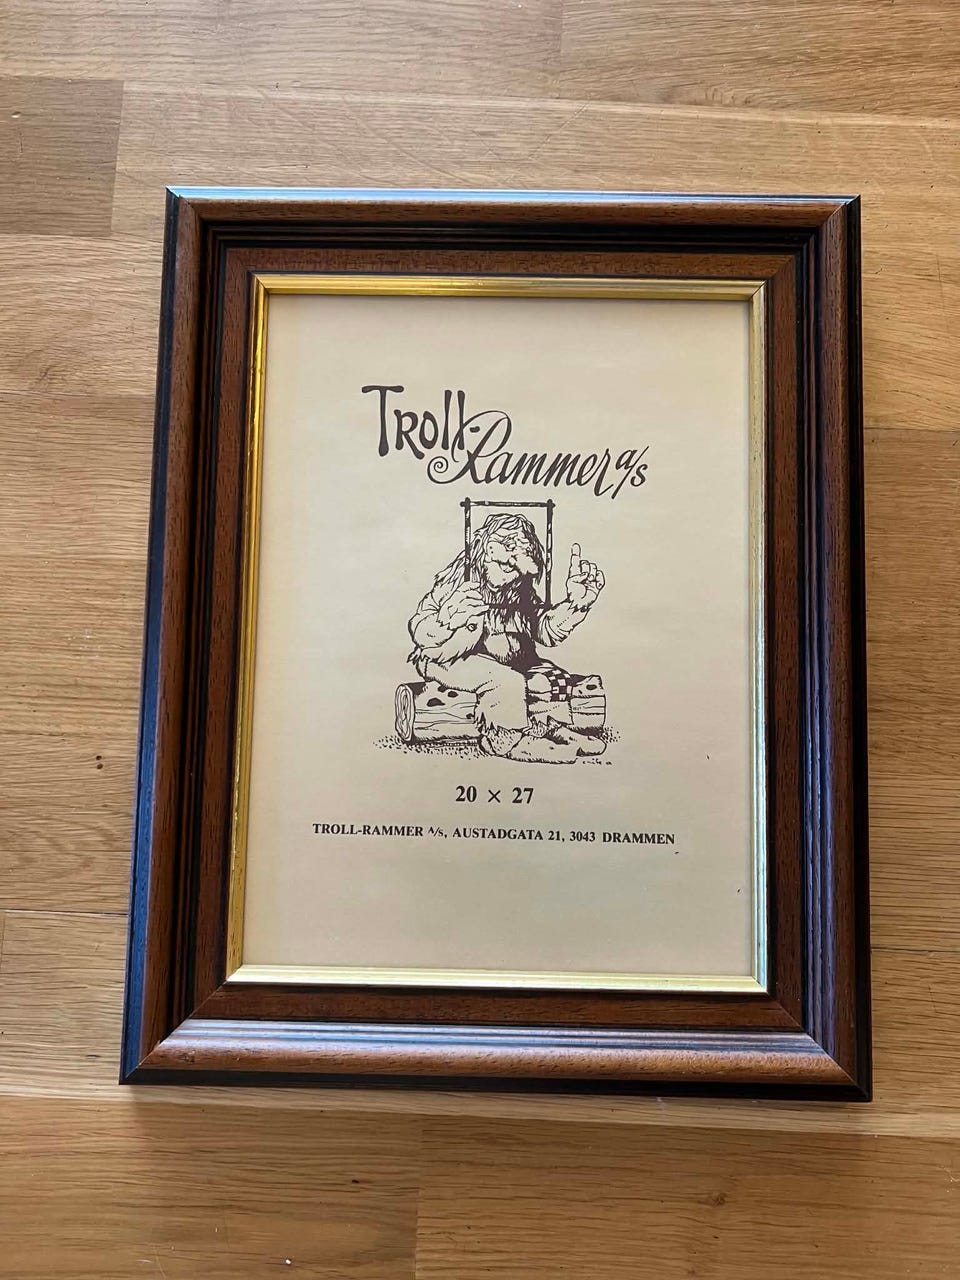 Troll-
Rammer a/s
20 × 27
TROLL-RAMMER A/S, AUSTADGATA 21, 3043 DRAMMEN